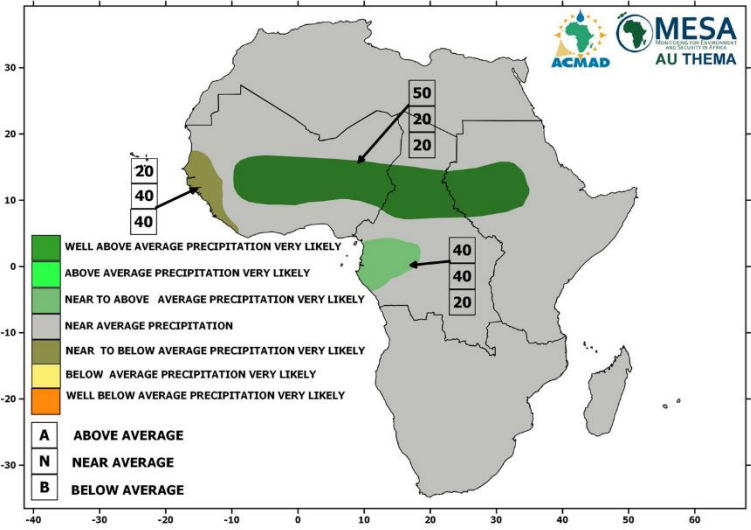 ACMAD
MESA
MONITORING FOR ENVIRONMENT
AND SECURITY IN AFRICA
AU THEMA
30
20
10
0
-10
-20
-30
50
20
20
20
40
40
40
40
20
WELL ABOVE AVERAGE PRECIPITATION VERY LIKELY
ABOVE AVERAGE PRECIPITATION VERY LIKELY
NEAR TO ABOVE AVERAGE PRECIPITATION VERY LIKELY
NEAR AVERAGE PRECIPITATION
NEAR TO BELOW AVERAGE PRECIPITATION VERY LIKELY
BELOW AVERAGE PRECIPITATION VERY LIKELY
WELL BELOW AVERAGE PRECIPITATION VERY LIKELY
A ABOVE AVERAGE
N NEAR AVERAGE
B BELOW AVERAGE
-40 -30 -20 -10 0 10 20 30 40 50 60